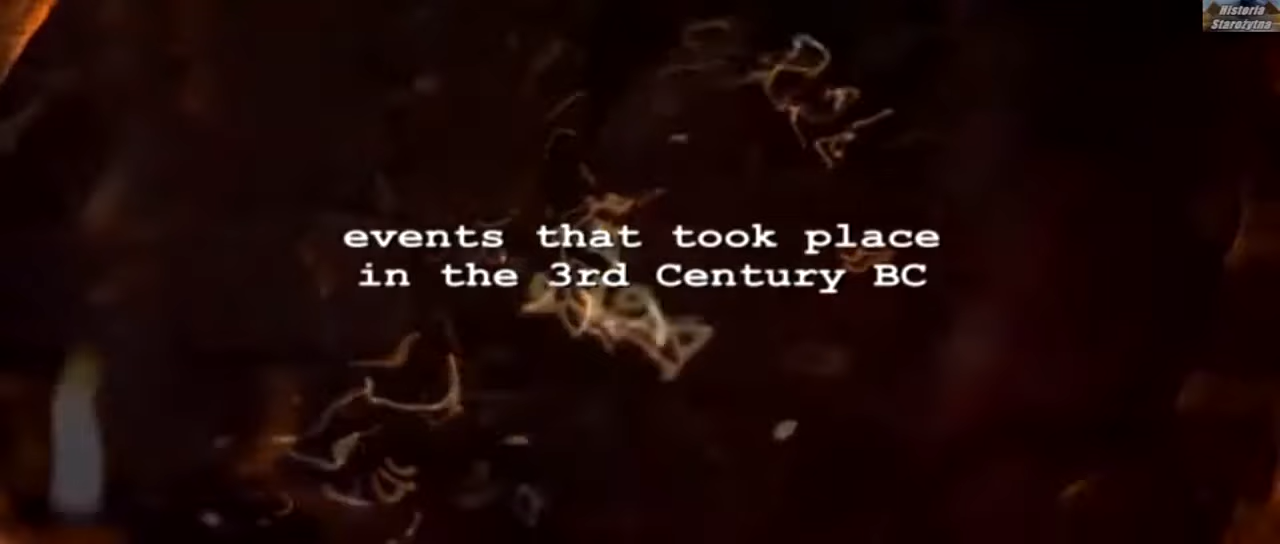 Historia
Starożytna
events that took place
in the 3rd Century BC